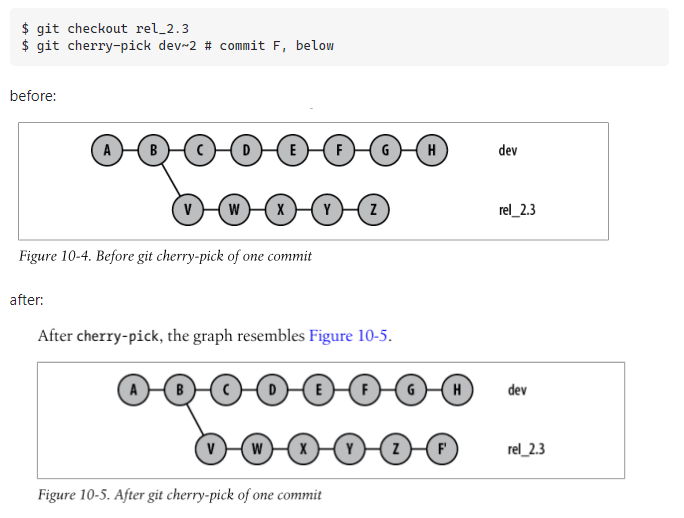 $ git checkout rel_2.3
$ git cherry-pick dev~2 # commit F, below
before:
A B C D E F G H dev
V W X Y Z rel_2.3
Figure 10-4. Before git cherry-pick of one commit
after:
After cherry-pick, the graph resembles Figure 10-5.
A B C D E F G H dev
V W X Y Z F' rel_2.3
Figure 10-5. After git cherry-pick of one commit